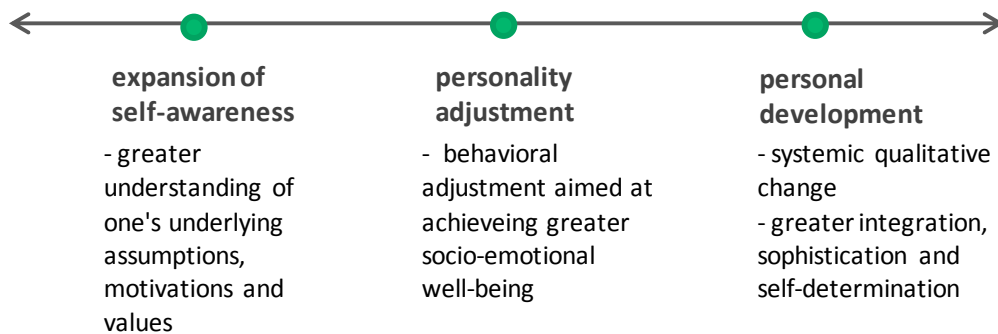 expansion of
self-awareness
- greater
understanding of
one's underlying
assumptions,
motivations and
values
personality
adjustment
- behavioral
adjustment aimed at
achieveing greater
socio-emotional
well-being
personal
development
- systemic qualitative
change
- greater integration,
sophistication and
self-determination